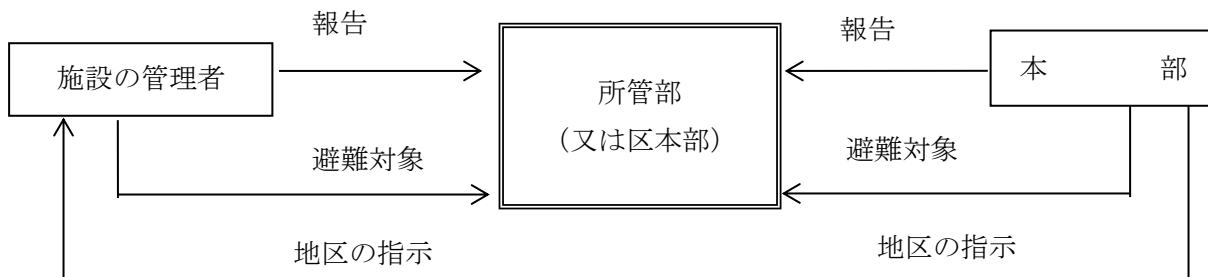 報告
報告
施設の管理者
所管部
(又は区本部)
本 部
避難対象
避難対象
地区の指示
地区の指示